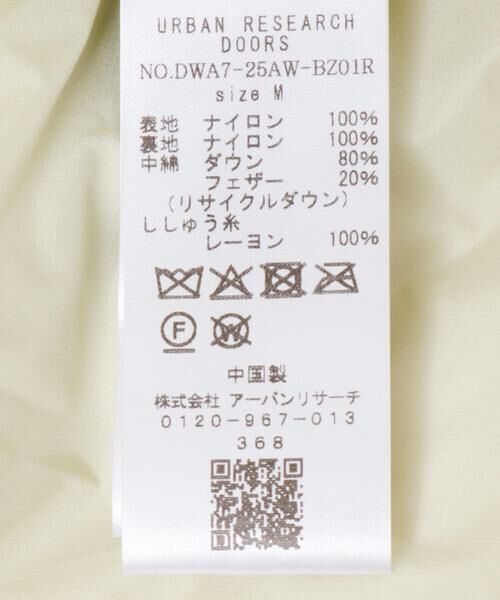 URBAN RESEARCH
DOORS
NO.DWA7-25AW-BZ01R
size M
表地 ナイロン 100%
裏地 ナイロン 100%
中綿 ダウン 80%
フェザー 20%
(リサイクルダウン)
ししゅう糸
レーヨン 100%
F W
中国製
株式会社 アーバンリサーチ
0120-967-013
368